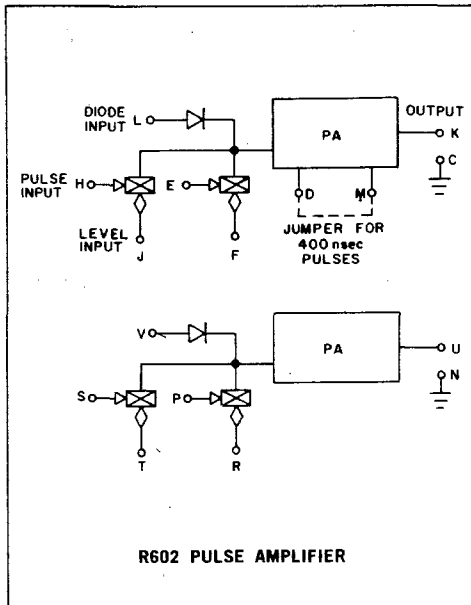 DIODE INPUT L
OUTPUT
PA
K
C
PULSE INPUT H
E
D
M
LEVEL INPUT
J
F
JUMPER FOR
400 nsec
PULSES
V
PA
U
N
S
P
T
R
R602 PULSE AMPLIFIER